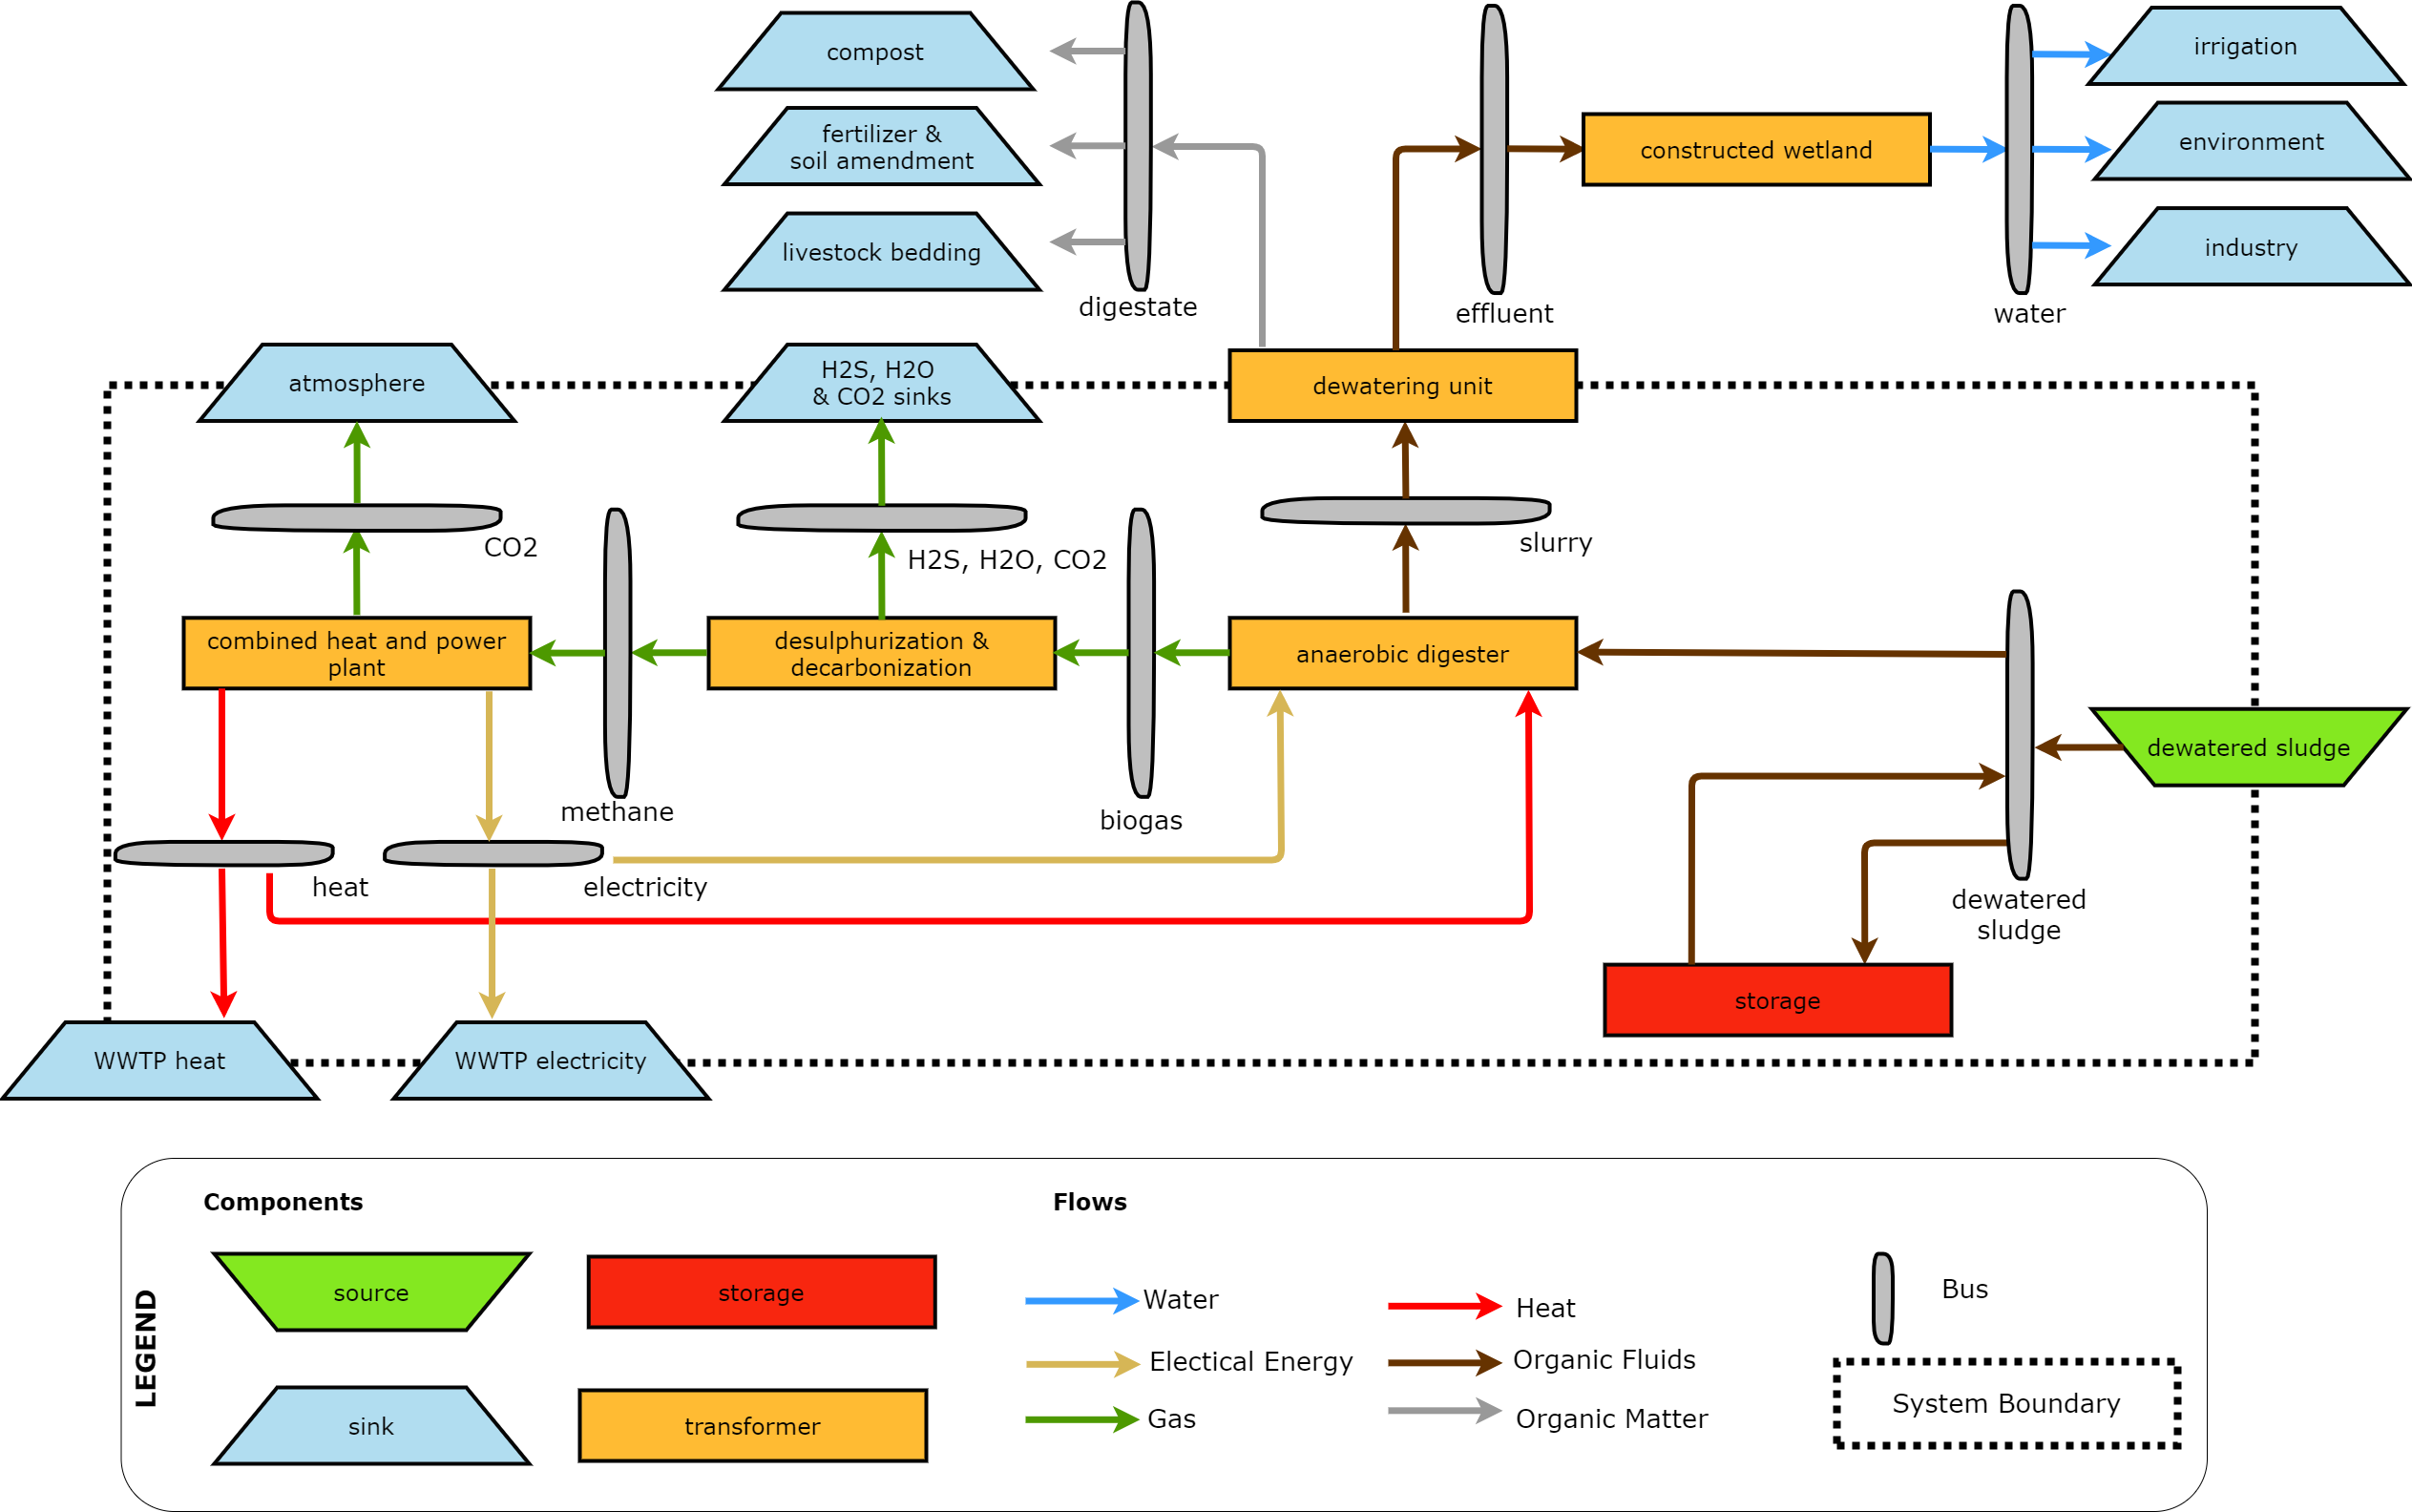 compost
fertilizer &
soil amendment
livestock bedding
digestate
effluent
constructed wetland
water
irrigation
environment
industry
atmosphere
H2S, H2O
& CO2 sinks
dewatering unit
CO2
H2S, H2O, CO2
slurry
combined heat and power
plant
desulphurization &
decarbonization
anaerobic digester
dewatered sludge
methane
biogas
heat
electricity
dewatered
sludge
storage
WWTP heat
WWTP electricity
LEGEND
Components
source
storage
sink
transformer
Flows
Water
Electical Energy
Gas
Heat
Organic Fluids
Organic Matter
Bus
System Boundary